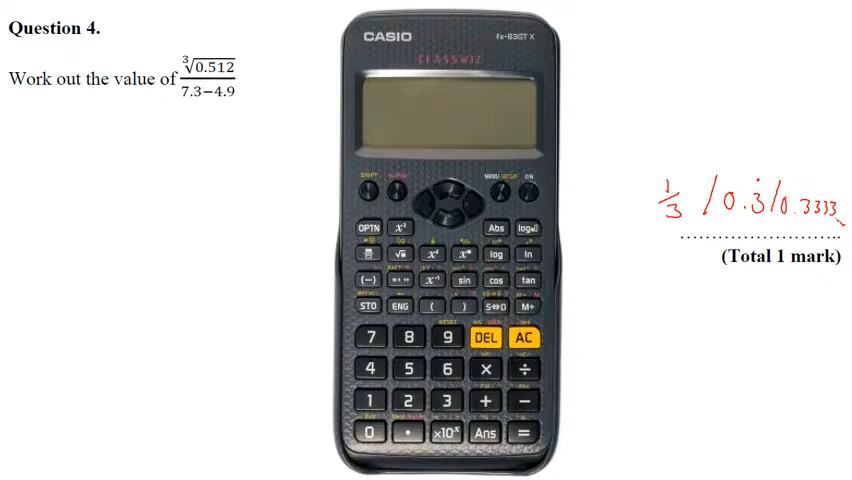 Question 4.
Work out the value of ∛0.512 / 7.3−4.9
CASIO fx-83GT X
CLASSWIZ
SHIFT ALPHA MENU SETUP ON
OPTN Abs
log ln
(−) sin cos tan
STO ENG ( ) S⇔D M+
7 8 9 DEL AC
4 5 6 × ÷
1 2 3 + −
0 • ×10ˣ Ans =
1/3 / 0.3̇ / 0.3333
........................................
(Total 1 mark)